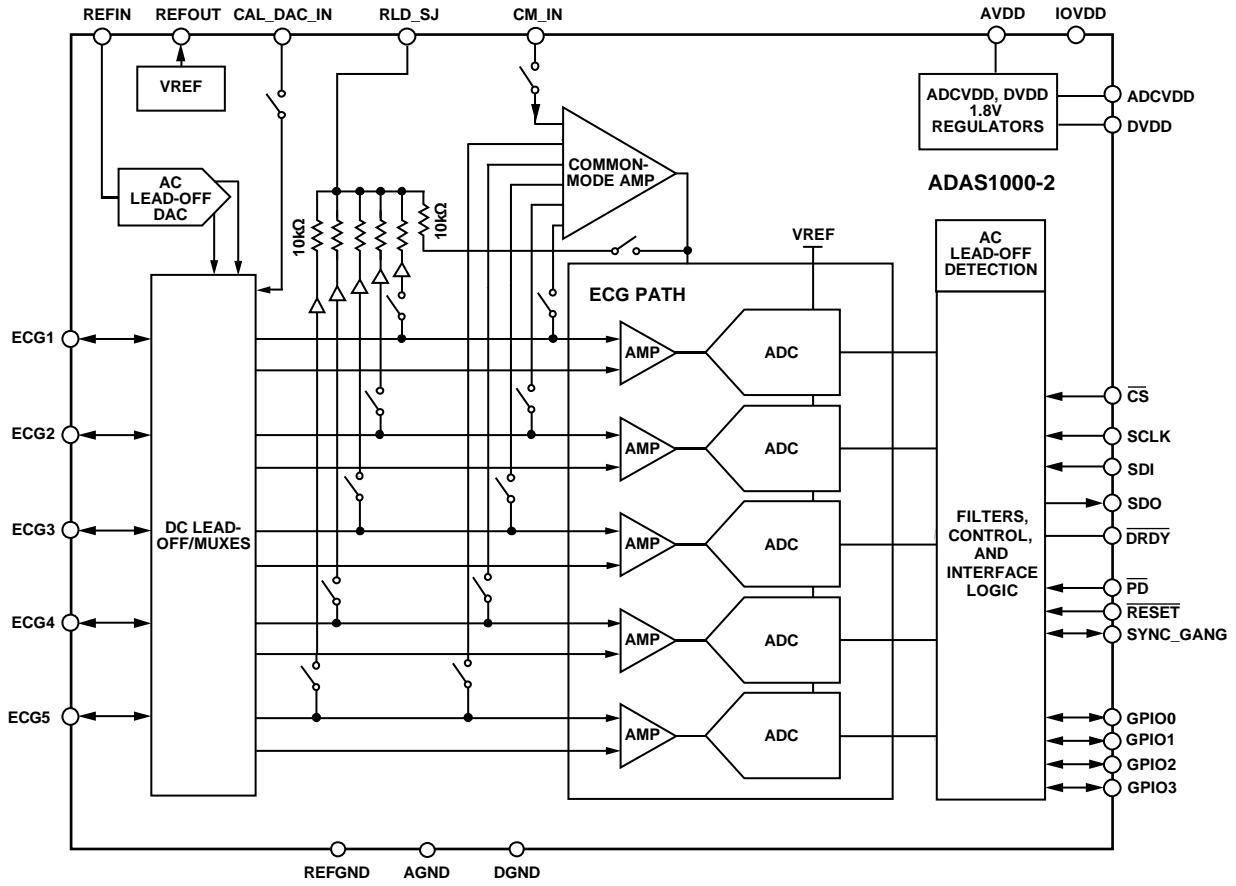 REFIN
REFOUT
CAL_DAC_IN
RLD_SJ
CM_IN
AVDD
IOVDD
VREF
ADCVDD, DVDD
1.8V
REGULATORS
ADCVDD
DVDD
AC
LEAD-OFF
DAC
10kΩ
10kΩ
COMMON-
MODE AMP
ADAS1000-2
VREF
AC
LEAD-OFF
DETECTION
ECG PATH
ECG1
AMP
ADC
CS
ECG2
AMP
ADC
SCLK
SDI
SDO
ECG3
DC LEAD-
OFF/MUXES
AMP
ADC
FILTERS,
CONTROL,
AND
INTERFACE
LOGIC
DRDY
PD
RESET
SYNC_GANG
ECG4
AMP
ADC
ECG5
AMP
ADC
GPIO0
GPIO1
GPIO2
GPIO3
REFGND
AGND
DGND